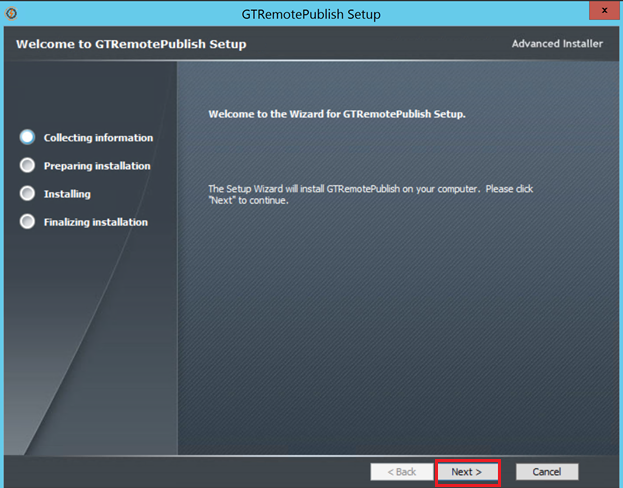 GTRemotePublish Setup
x
Welcome to GTRemotePublish Setup
Advanced Installer
Collecting information
Preparing installation
Installing
Finalizing installation
Welcome to the Wizard for GTRemotePublish Setup.
The Setup Wizard will install GTRemotePublish on your computer. Please click
"Next" to continue.
< Back
Next >
Cancel